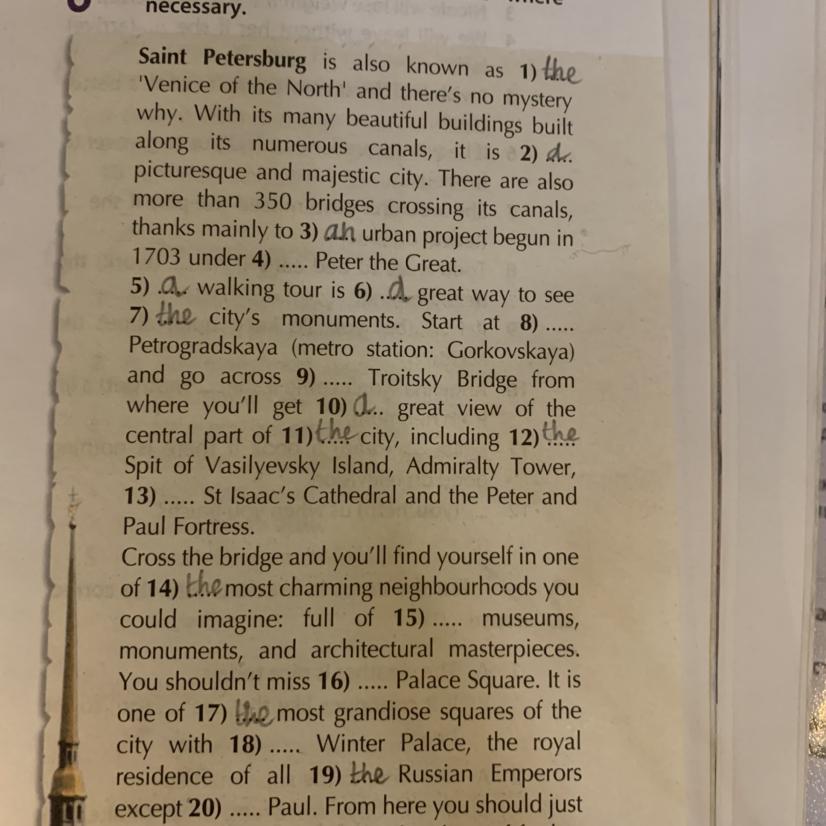 necessary.
Saint Petersburg is also known as 1) the
'Venice of the North' and there's no mystery
why. With its many beautiful buildings built
along its numerous canals, it is 2) a.
picturesque and majestic city. There are also
more than 350 bridges crossing its canals,
thanks mainly to 3) an urban project begun in
1703 under 4) ..... Peter the Great.
5) .a.. walking tour is 6) ..a. great way to see
7) the city's monuments. Start at 8) .....
Petrogradskaya (metro station: Gorkovskaya)
and go across 9) ..... Troitsky Bridge from
where you'll get 10) a... great view of the
central part of 11) the city, including 12) the
Spit of Vasilyevsky Island, Admiralty Tower,
13) ..... St Isaac's Cathedral and the Peter and
Paul Fortress.
Cross the bridge and you'll find yourself in one
of 14) the most charming neighbourhoods you
could imagine: full of 15) ..... museums,
monuments, and architectural masterpieces.
You shouldn't miss 16) ..... Palace Square. It is
one of 17) the most grandiose squares of the
city with 18) ..... Winter Palace, the royal
residence of all 19) the Russian Emperors
except 20) ..... Paul. From here you should just